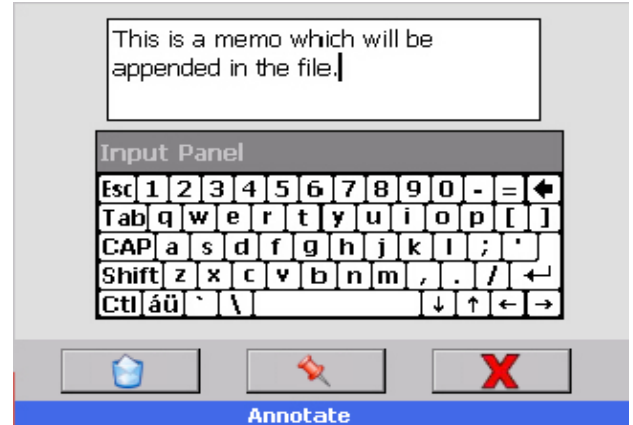 This is a memo which will be
appended in the file.
Input Panel
Esc 1 2 3 4 5 6 7 8 9 0 - = 🡸
Tab q w e r t y u i o p [ ]
CAP a s d f g h j k l ; '
Shift z x c v b n m , . / ↵
Ctl áü ` \ ↓ ↑ ← →
Annotate